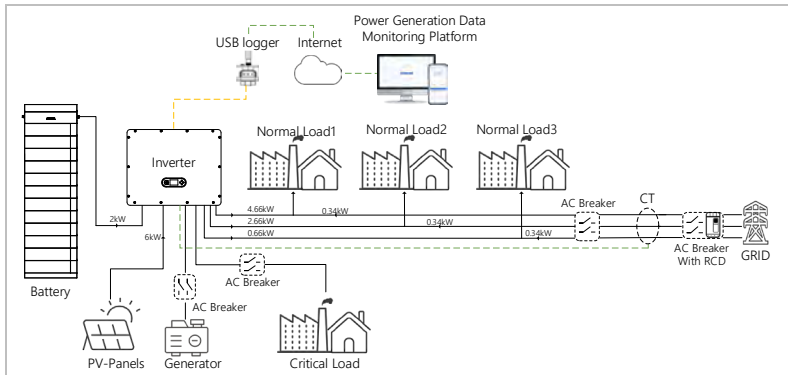 Power Generation Data
Monitoring Platform
USB logger
Internet
Normal Load1
Normal Load2
Normal Load3
Inverter
4.66kW
0.34kW
2.66kW
0.34kW
0.66kW
0.34kW
2kW
6kW
AC Breaker
CT
AC Breaker
With RCD
GRID
Battery
AC Breaker
AC Breaker
PV-Panels
Generator
Critical Load